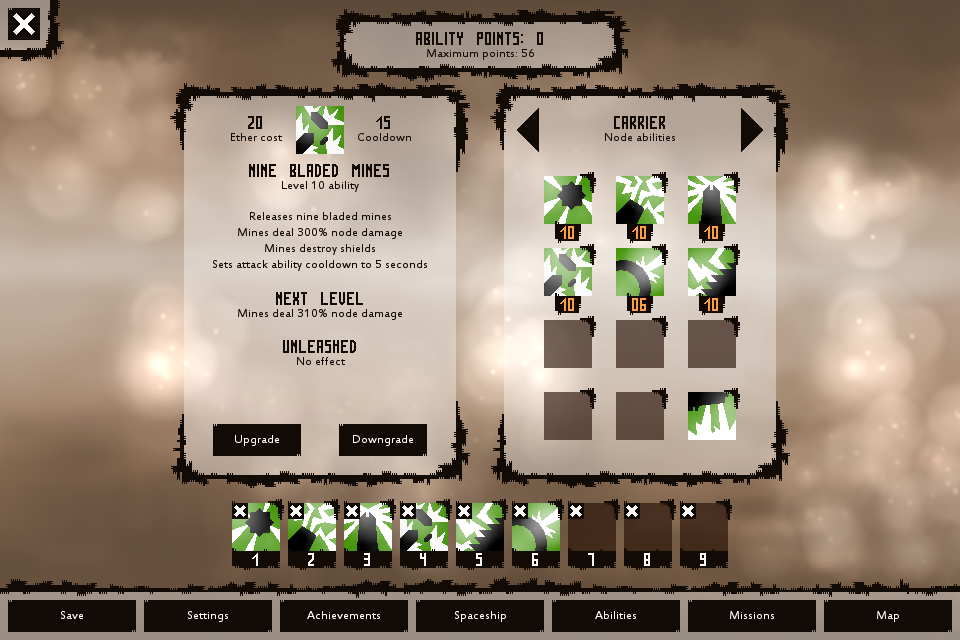 ABILITY POINTS: 0
Maximum points: 56
20
Ether cost
15
Cooldown
NINE BLADED MINES
Level 10 ability
Releases nine bladed mines
Mines deal 300% node damage
Mines destroy shields
Sets attack ability cooldown to 5 seconds
NEXT LEVEL
Mines deal 310% node damage
UNLEASHED
No effect
Upgrade
Downgrade
CARRIER
Node abilities
10 10 10
10 06 10
1 2 3 4 5 6 7 8 9
Save
Settings
Achievements
Spaceship
Abilities
Missions
Map